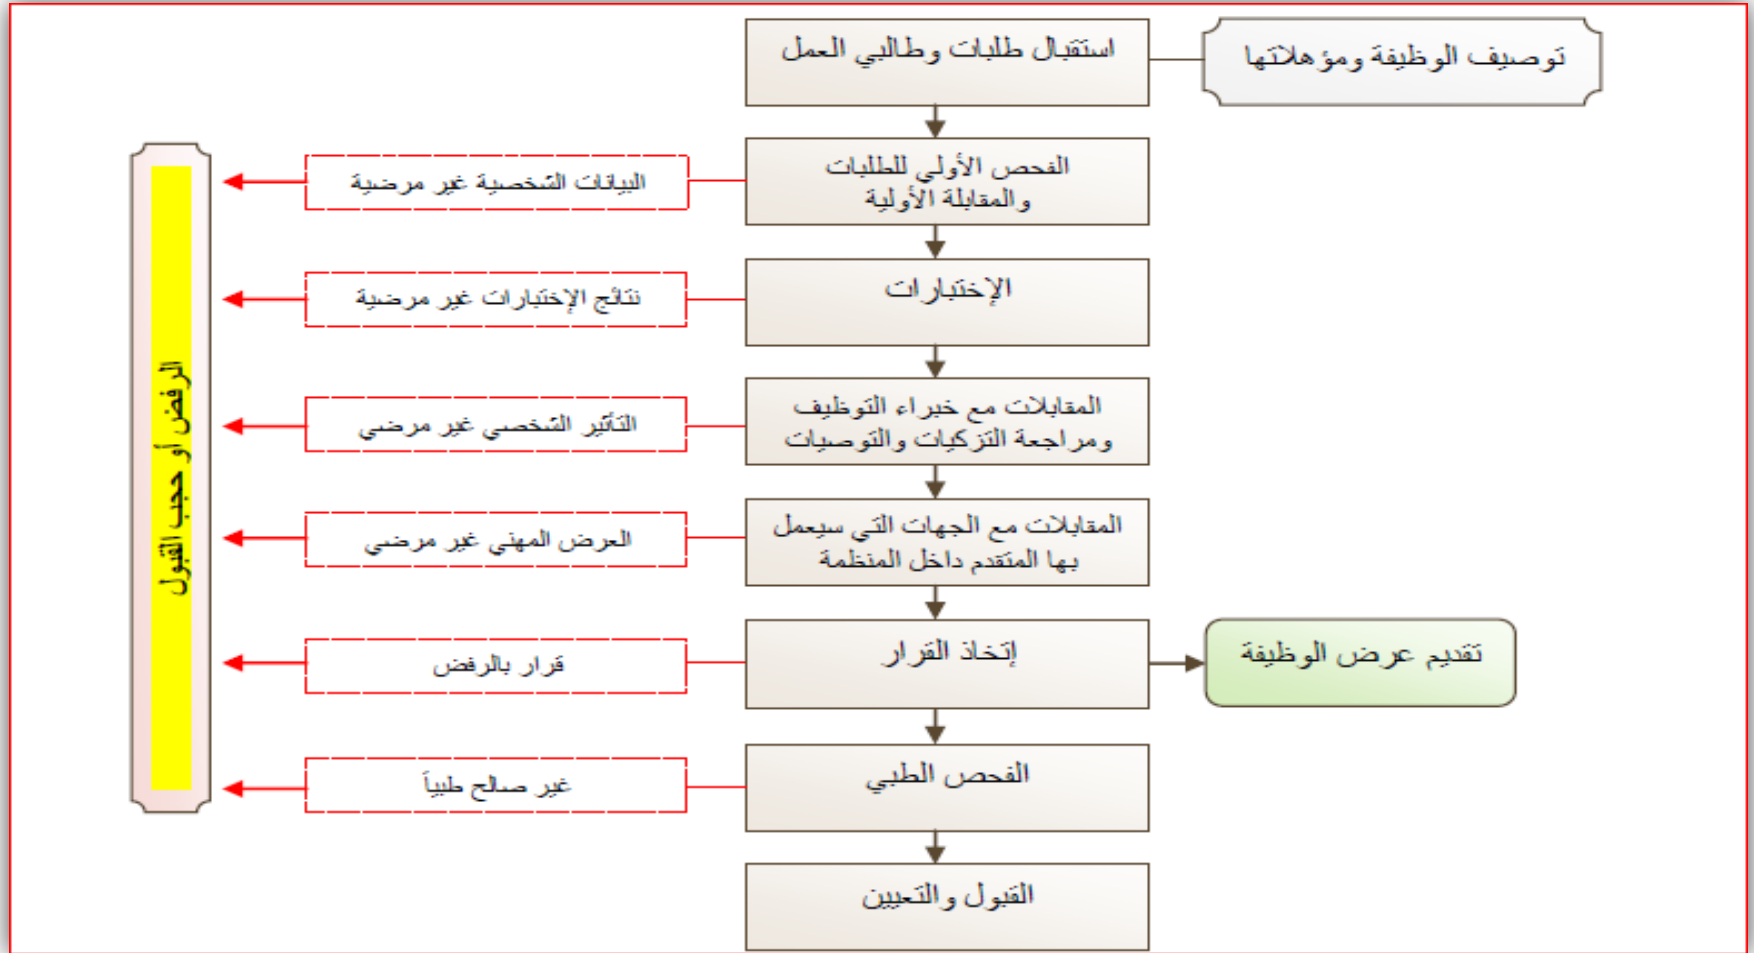 توصيف الوظيفة ومؤهلاتها
استقبال طلبات وطالبي العمل
الفحص الأولي للطلبات
والمقابلة الأولية
البيانات الشخصية غير مرضية
الإختبارات
نتائج الإختبارات غير مرضية
المقابلات مع خبراء التوظيف
ومراجعة التزكيات والتوصيات
التأثير الشخصي غير مرضي
المقابلات مع الجهات التي سيعمل
بها المتقدم داخل المنظمة
العرض المهني غير مرضي
تقديم عرض الوظيفة
إتخاذ القرار
قرار بالرفض
الفحص الطبي
غير صالح طبياً
القبول والتعيين
الرفض أو حجب القبول